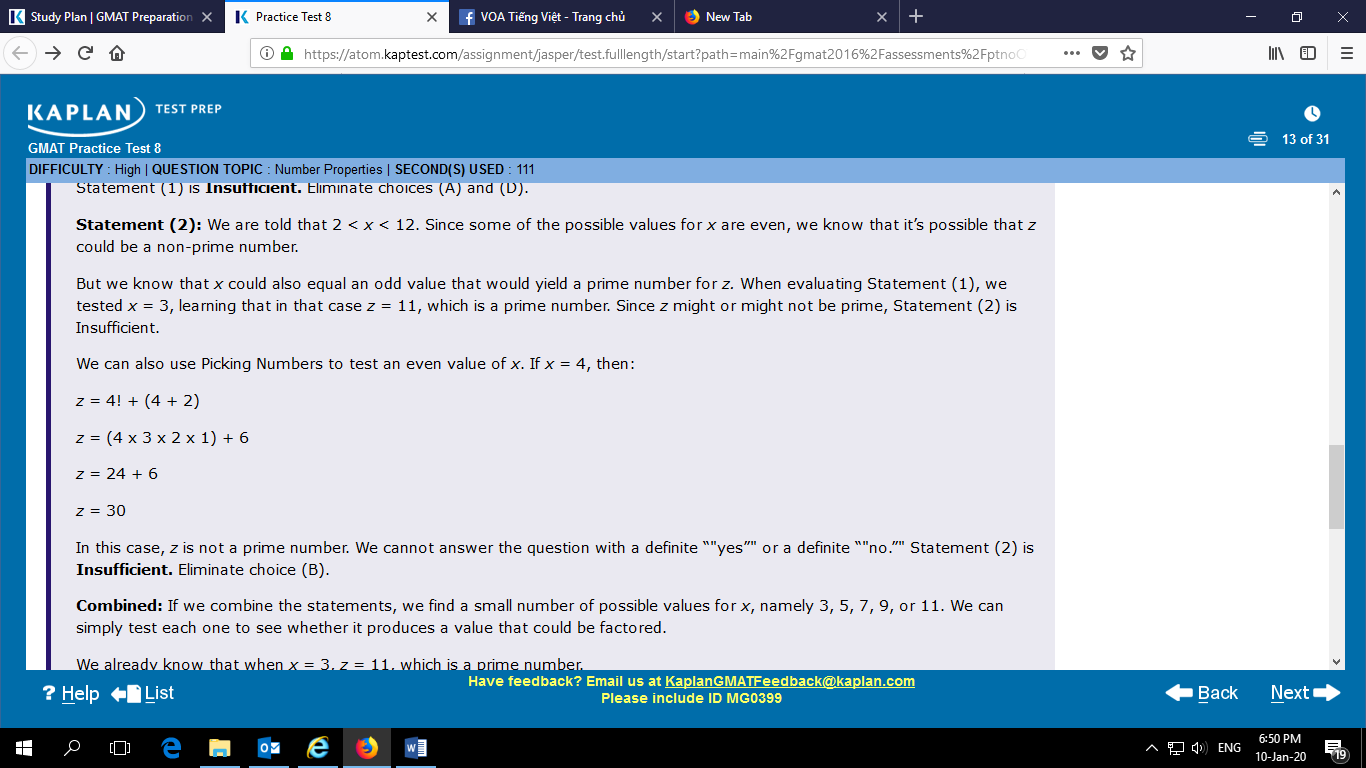 Study Plan | GMAT Preparation
Practice Test 8
VOA Tiếng Việt - Trang chủ
New Tab
https://atom.kaptest.com/assignment/jasper/test.fulllength/start?path=main%2Fgmat2016%2Fassessments%2Fptno
KAPLAN TEST PREP
GMAT Practice Test 8
13 of 31
DIFFICULTY : High | QUESTION TOPIC : Number Properties | SECOND(S) USED : 111
Statement (1) is Insufficient. Eliminate choices (A) and (D).
Statement (2): We are told that 2 < x < 12. Since some of the possible values for x are even, we know that it’s possible that z
could be a non-prime number.
But we know that x could also equal an odd value that would yield a prime number for z. When evaluating Statement (1), we
tested x = 3, learning that in that case z = 11, which is a prime number. Since z might or might not be prime, Statement (2) is
Insufficient.
We can also use Picking Numbers to test an even value of x. If x = 4, then:
z = 4! + (4 + 2)
z = (4 x 3 x 2 x 1) + 6
z = 24 + 6
z = 30
In this case, z is not a prime number. We cannot answer the question with a definite “"yes”" or a definite “"no.”" Statement (2) is
Insufficient. Eliminate choice (B).
Combined: If we combine the statements, we find a small number of possible values for x, namely 3, 5, 7, 9, or 11. We can
simply test each one to see whether it produces a value that could be factored.
We already know that when x = 3, z = 11, which is a prime number.
Have feedback? Email us at KaplanGMATFeedback@kaplan.com
Please include ID MG0399
? Help
List
Back
Next
ENG
6:50 PM
10-Jan-20
19